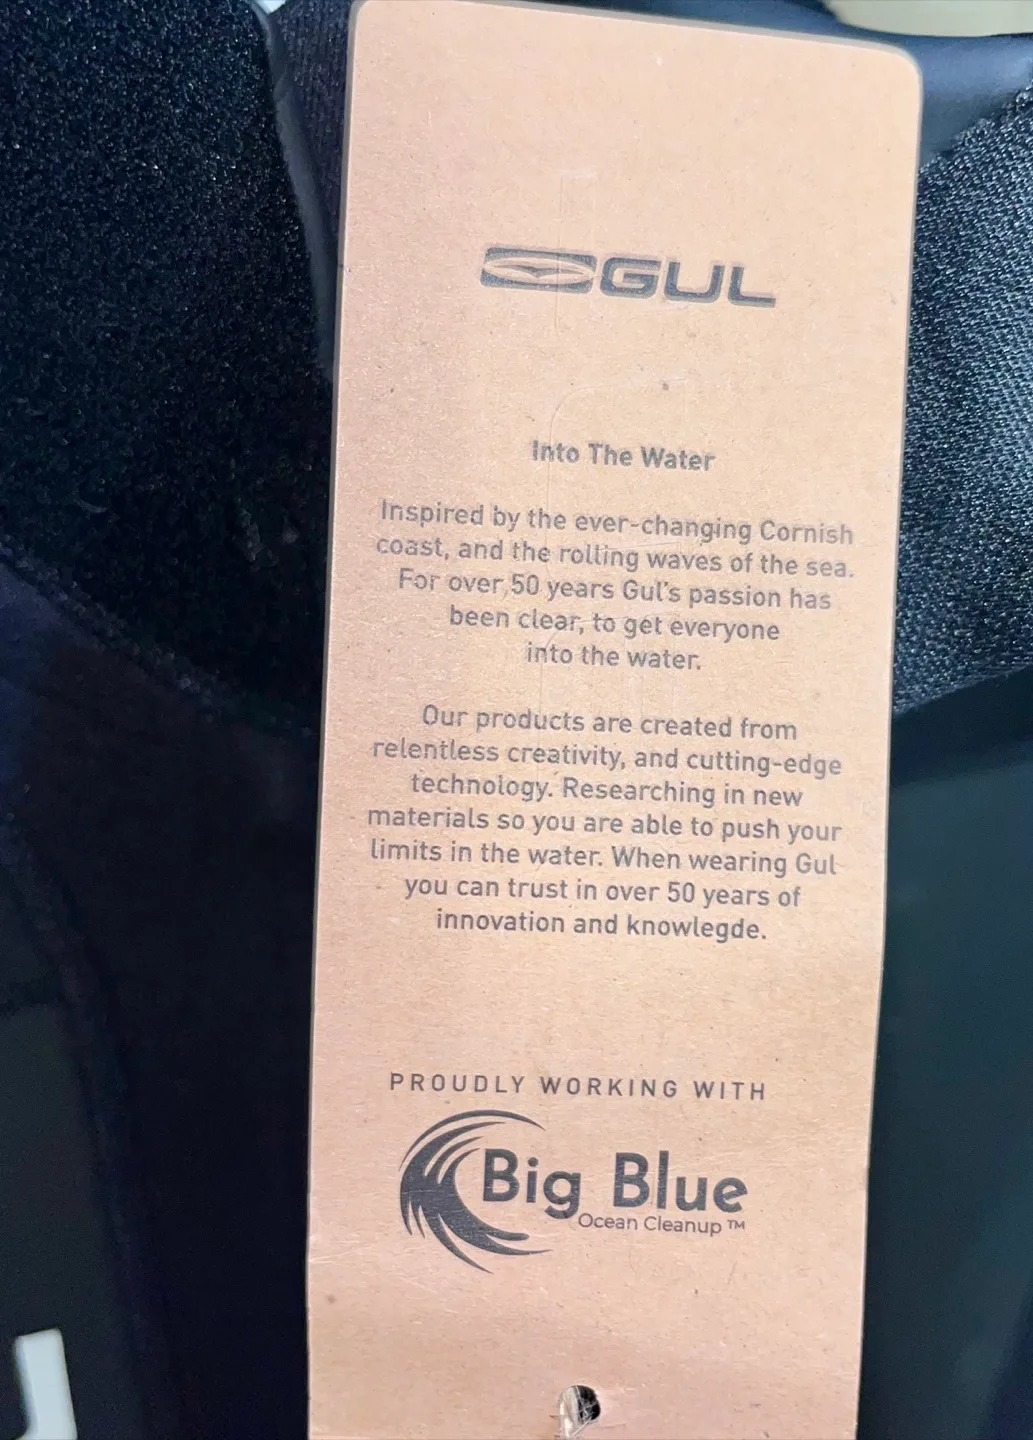 GUL
Into The Water
Inspired by the ever-changing Cornish
coast, and the rolling waves of the sea.
For over 50 years Gul's passion has
been clear, to get everyone
into the water.
Our products are created from
relentless creativity, and cutting-edge
technology. Researching in new
materials so you are able to push your
limits in the water. When wearing Gul
you can trust in over 50 years of
innovation and knowlegde.
PROUDLY WORKING WITH
Big Blue
Ocean Cleanup ™